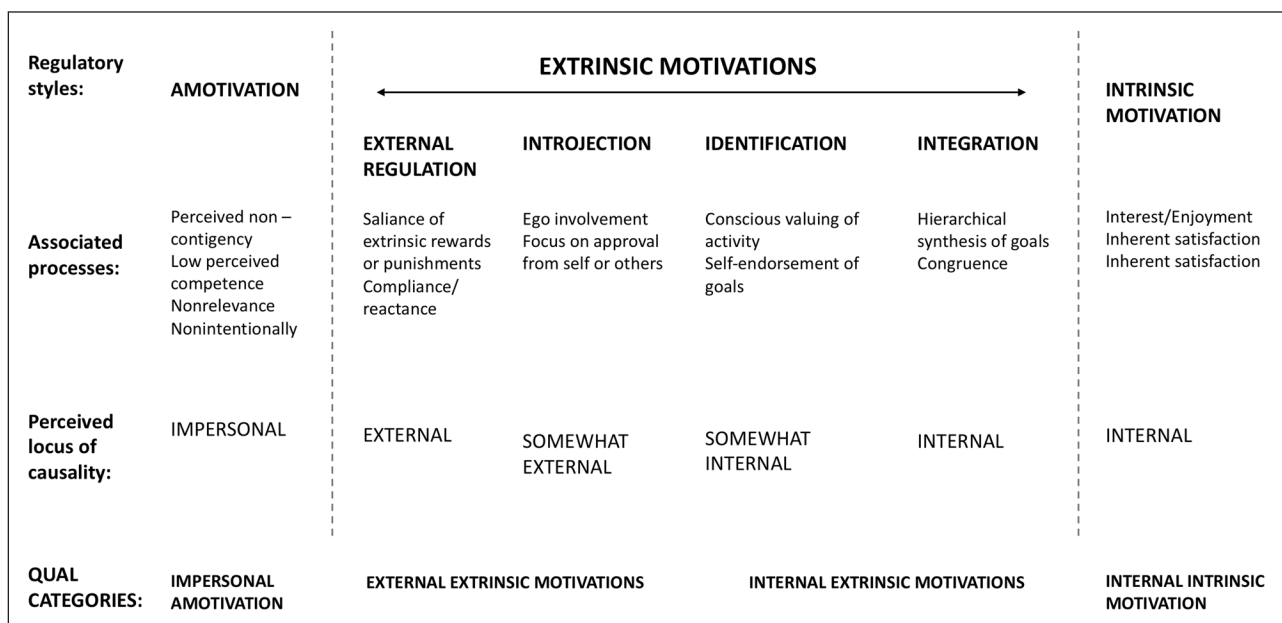 Regulatory
styles:
AMOTIVATION
EXTRINSIC MOTIVATIONS
INTRINSIC
MOTIVATION
EXTERNAL
REGULATION
INTROJECTION
IDENTIFICATION
INTEGRATION
Associated
processes:
Perceived non –
contigency
Low perceived
competence
Nonrelevance
Nonintentionally
Saliance of
extrinsic rewards
or punishments
Compliance/
reactance
Ego involvement
Focus on approval
from self or others
Conscious valuing of
activity
Self-endorsement of
goals
Hierarchical
synthesis of goals
Congruence
Interest/Enjoyment
Inherent satisfaction
Inherent satisfaction
Perceived
locus of
causality:
IMPERSONAL
EXTERNAL
SOMEWHAT
EXTERNAL
SOMEWHAT
INTERNAL
INTERNAL
INTERNAL
QUAL
CATEGORIES:
IMPERSONAL
AMOTIVATION
EXTERNAL EXTRINSIC MOTIVATIONS
INTERNAL EXTRINSIC MOTIVATIONS
INTERNAL INTRINSIC
MOTIVATION